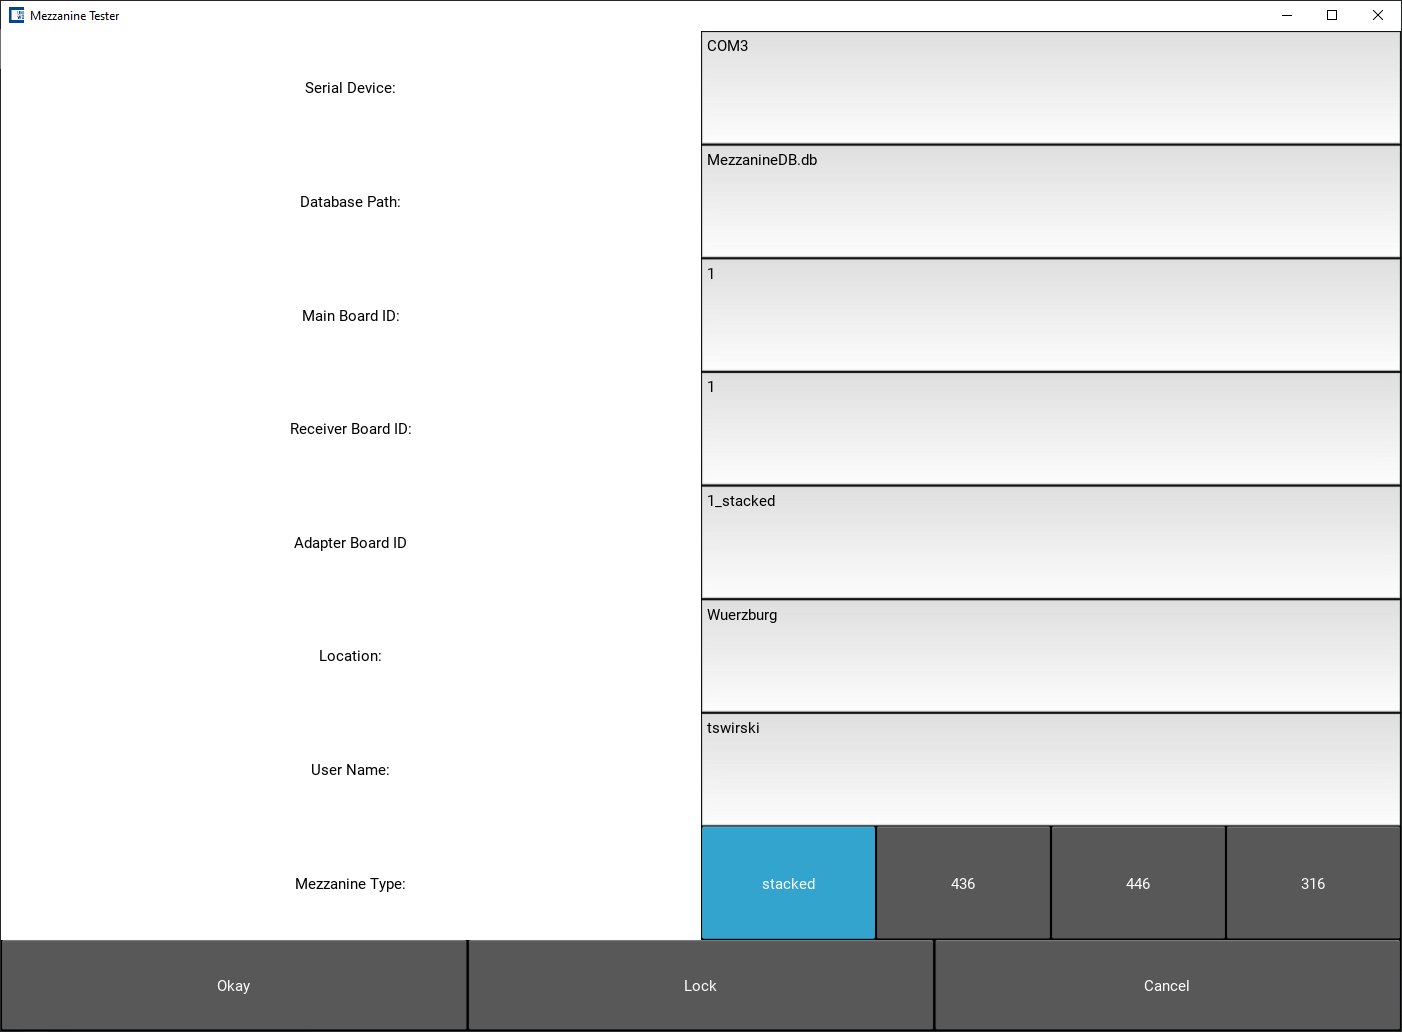 Mezzanine Tester
Serial Device:
COM3
Database Path:
MezzanineDB.db
Main Board ID:
1
Receiver Board ID:
1
Adapter Board ID
1_stacked
Location:
Wuerzburg
User Name:
tswirski
Mezzanine Type:
stacked 436 446 316
Okay Lock Cancel